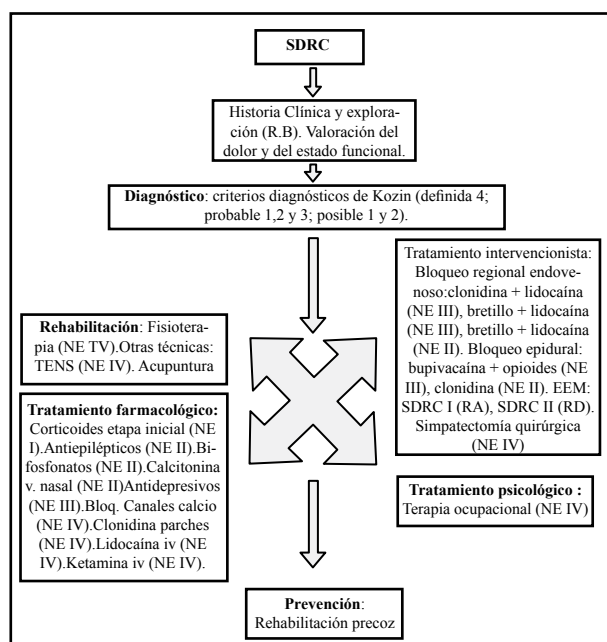 SDRC
Historia Clínica y explora-
ción (R.B). Valoración del
dolor y del estado funcional.
Diagnóstico: criterios diagnósticos de Kozin (definida 4;
probable 1,2 y 3; posible 1 y 2).
Tratamiento intervencionista:
Bloqueo regional endove-
noso:clonidina + lidocaína
(NE III), bretillo + lidocaína
(NE III), bretillo + lidocaína
(NE II). Bloqueo epidural:
bupivacaína + opioides (NE
III), clonidina (NE II). EEM:
SDRC I (RA), SDRC II (RD).
Simpatectomía quirúrgica
(NE IV)
Rehabilitación: Fisiotera-
pia (NE TV).Otras técnicas:
TENS (NE IV). Acupuntura
Tratamiento farmacológico:
Corticoides etapa inicial (NE
I).Antiepilépticos (NE II).Bi-
fosfonatos (NE II).Calcitonina
v. nasal (NE II)Antidepresivos
(NE III).Bloq. Canales calcio
(NE IV).Clonidina parches
(NE IV).Lidocaína iv (NE
IV).Ketamina iv (NE IV).
Tratamiento psicológico :
Terapia ocupacional (NE IV)
Prevención:
Rehabilitación precoz